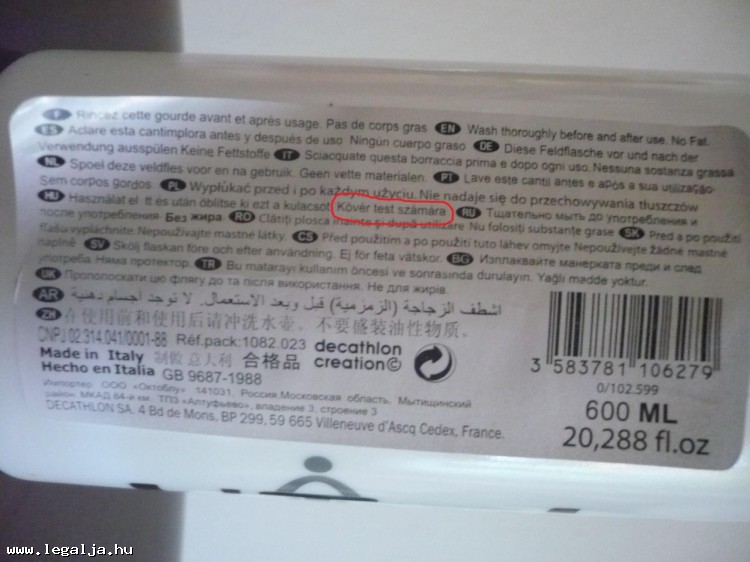 F Rincez cette gourde avant et après usage. Pas de corps gras EN Wash thoroughly before and after use. No Fat.
ES Aclare esta cantimplora antes y después de uso Ningún cuerpo graso DE Diese Feldflasche vor und nach der
Verwendung ausspülen Keine Fettstoffe IT Sciacquate questa borraccia prima e dopo ogni uso. Nessuna sostanza grassa
NL Spoel deze veldfles voor en na gebruik. Geen vette materialen. PT Lave este cantil antes e após a sua utilização.
Sem corpos gordos. PL Wypłukać przed i po każdym użyciu. Nie nadaje się do przechowywania tłuszczów
HU Használat el tt és után öblítse ki ezt a kulacsot Kövér test számára RU Тщательно мыть до употребления и
после употребления. Без жира. RO Clătiţi plosca înainte şi după utilizare. Nu folosiţi substanţe grase SK Pred a po použití
fľašu vypláchnite. Nepoužívajte mastné látky. CS Před použitím a po použití tuto láhev omyjte Nepoužívejte žádné mastné
náplně SV Skölj flaskan före och efter användning. Ej för feta vätskor. BG Изплаквайте манерката преди и след
употреба. Няма протектор. TR Bu matarayı kullanım öncesi ve sonrasında durulayın. Yağlı madde yoktur.
UK Прополоскати цю флягу до та після використання. Не для жирів.
AR اشطف الزجاجة (الزمزمية) قبل وبعد الاستعمال. لا توجد أجسام دهنية
ZH 在使用前和使用后请冲洗水壶。不要盛装油性物质。
CNPJ 02.314.041/0001-88 Réf.pack:1082.023 decathlon
Made in Italy 制做意大利 合格品 creation©
Hecho en Italia GB 9687-1988
3 583781 106279
0/102.599
Импортер ООО «Октоблу» 141031, Россия, Московская область, Мытищинский
район, МКАД 84-й км, ТПЗ «Алтуфьево», владение 3, строение 3
600 ML
DECATHLON SA, 4 Bd de Mons, BP 299, 59 665 Villeneuve d'Ascq Cedex, France.
20,288 fl.oz
www.legalja.hu